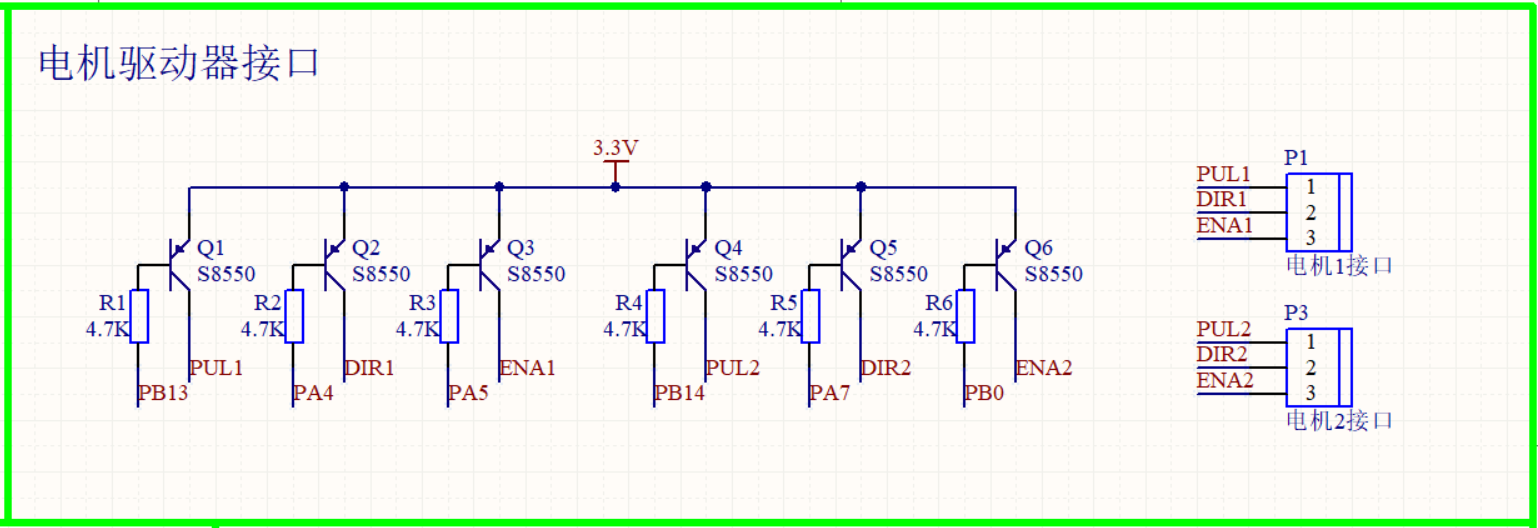 电机驱动器接口
3.3V
P1
PUL1
1
DIR1
2
ENA1
3
电机1接口
Q1
S8550
Q2
S8550
Q3
S8550
Q4
S8550
Q5
S8550
Q6
S8550
R1
4.7K
R2
4.7K
R3
4.7K
R4
4.7K
R5
4.7K
R6
4.7K
P3
PUL2
1
DIR2
2
ENA2
3
电机2接口
PUL1
DIR1
ENA1
PUL2
DIR2
ENA2
PB13
PA4
PA5
PB14
PA7
PB0